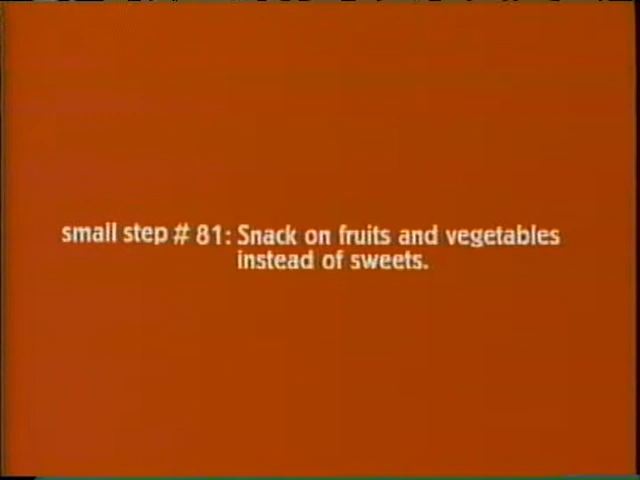 small step # 81: Snack on fruits and vegetables
instead of sweets.